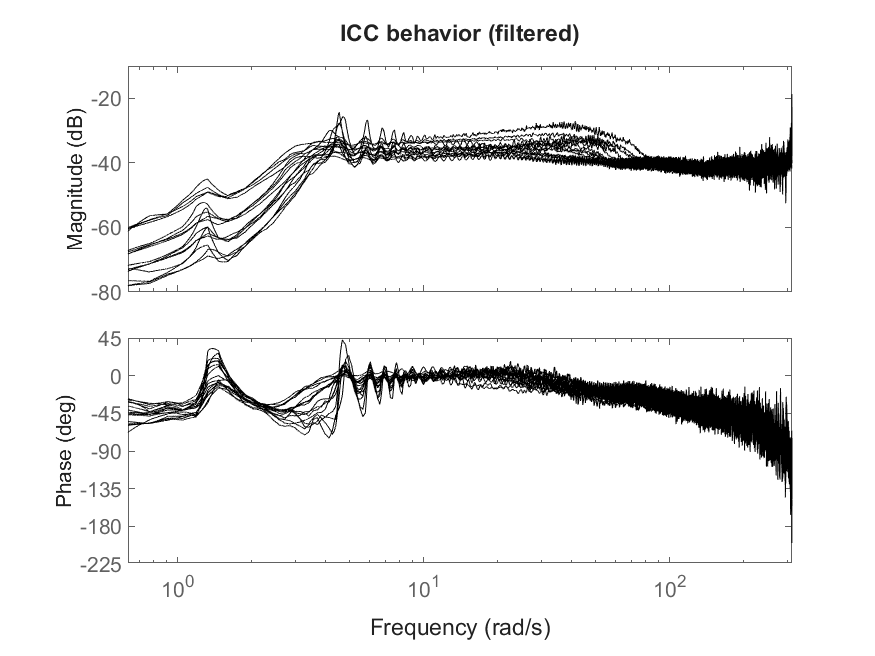 ICC behavior (filtered)
Magnitude (dB)
-20
-40
-60
-80
Phase (deg)
45
0
-45
-90
-135
-180
-225
10^0 10^1 10^2
Frequency (rad/s)